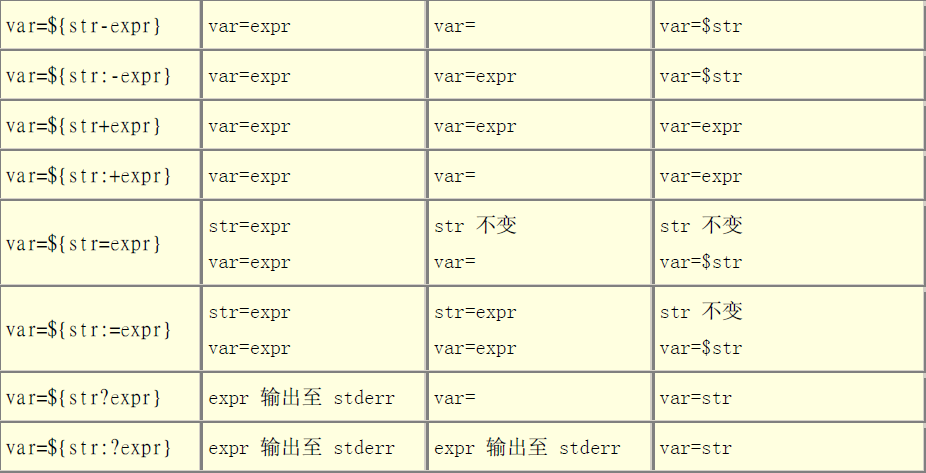 var=${str-expr} var=expr var= var=$str
var=${str:-expr} var=expr var=expr var=$str
var=${str+expr} var=expr var=expr var=expr
var=${str:+expr} var=expr var= var=expr
var=${str=expr} str=expr str 不变 str 不变
var=expr var= var=$str
var=${str:=expr} str=expr str=expr str 不变
var=expr var=expr var=$str
var=${str?expr} expr 输出至 stderr var= var=str
var=${str:?expr} expr 输出至 stderr expr 输出至 stderr var=str